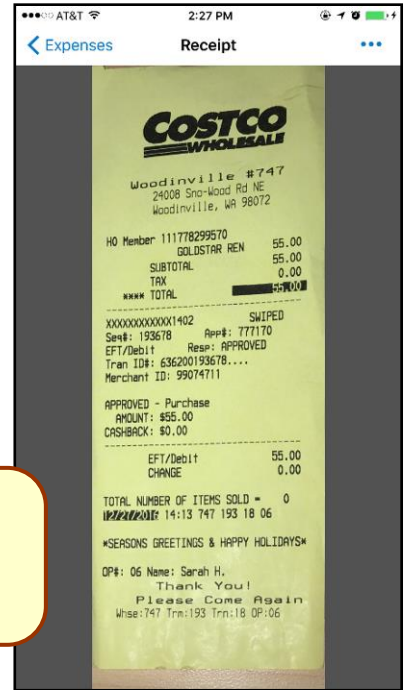 AT&T 2:27 PM
Expenses Receipt
COSTCO
WHOLESALE
Woodinville #747
24008 Sno-Wood Rd NE
Woodinville, WA 98072
HO Member 111778299570
GOLDSTAR REN 55.00
SUBTOTAL 55.00
TAX 0.00
**** TOTAL 55.00
XXXXXXXXXXXX1402 SWIPED
Seq#: 193678 App#: 777170
EFT/Debit Resp: APPROVED
Tran ID#: 636200193678....
Merchant ID: 99074711
APPROVED - Purchase
AMOUNT: $55.00
CASHBACK: $0.00
EFT/Debit 55.00
CHANGE 0.00
TOTAL NUMBER OF ITEMS SOLD = 0
12/27/2016 14:13 747 193 18 06
*SEASONS GREETINGS & HAPPY HOLIDAYS*
OP#: 06 Name: Sarah H.
Thank You!
Please Come Again
Whse:747 Trm:193 Trn:18 OP:06